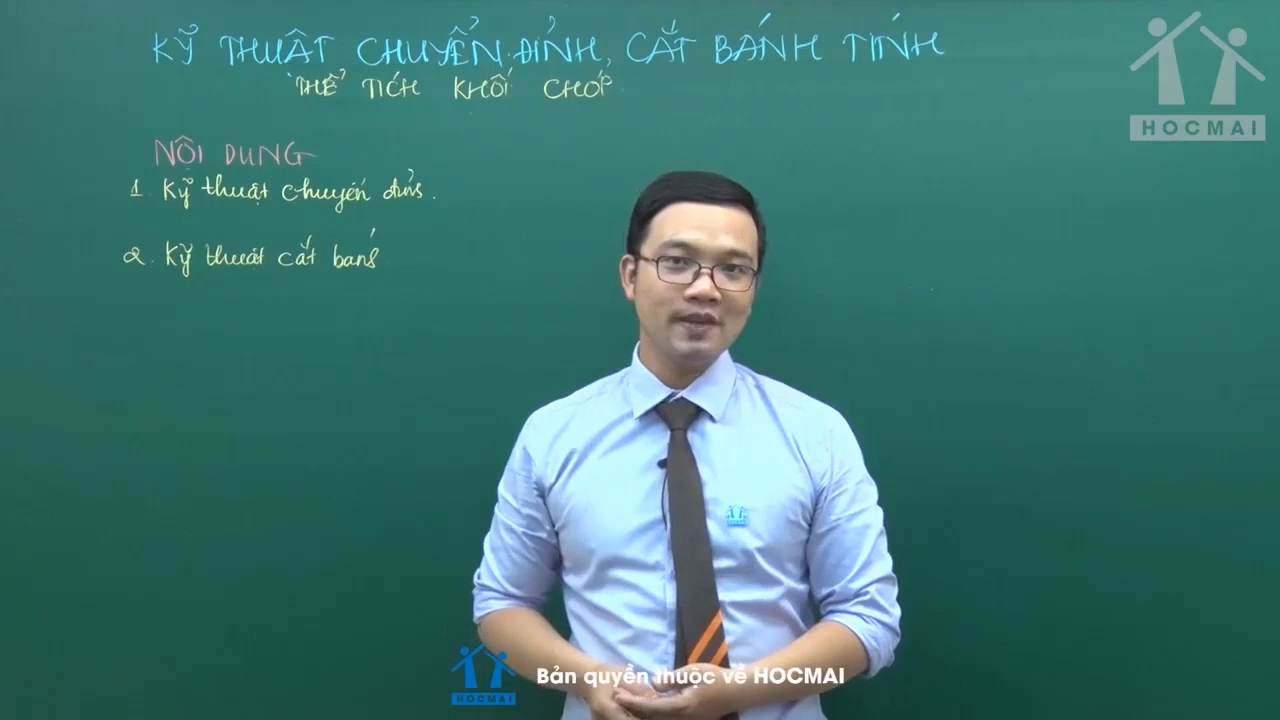 KỸ THUẬT CHUYỂN ĐỈNH, CẮT BÁNH TÍNH
THỂ TÍCH KHỐI CHÓP
HOCMAI
NỘI DUNG
1. Kỹ thuật chuyển đỉnh.
2. Kỹ thuật cắt bánh
HOCMAI
Bản quyền thuộc về HOCMAI